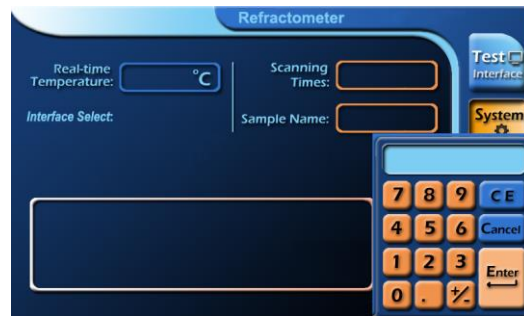 Refractometer
Real-time
Temperature:
°C
Scanning
Times:
Test
Interface
Interface Select:
Sample Name:
System
7 8 9 CE
4 5 6 Cancel
1 2 3 Enter
0 . +/-